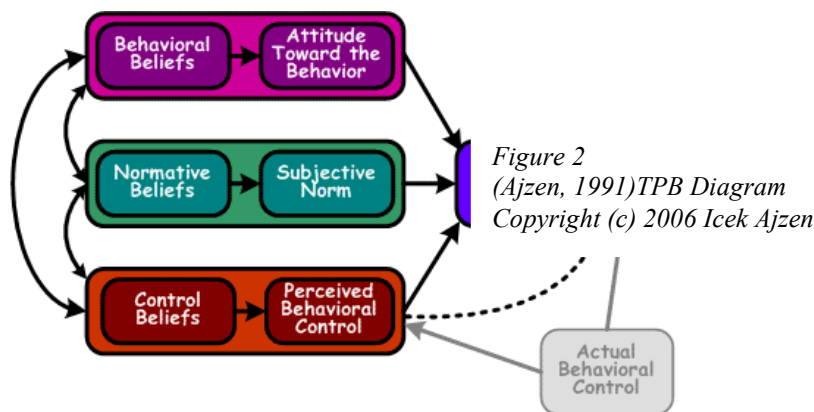 Behavioral
Beliefs
Attitude
Toward the
Behavior
Normative
Beliefs
Subjective
Norm
Figure 2
(Ajzen, 1991)TPB Diagram
Copyright (c) 2006 Icek Ajzen
Control
Beliefs
Perceived
Behavioral
Control
Actual
Behavioral
Control